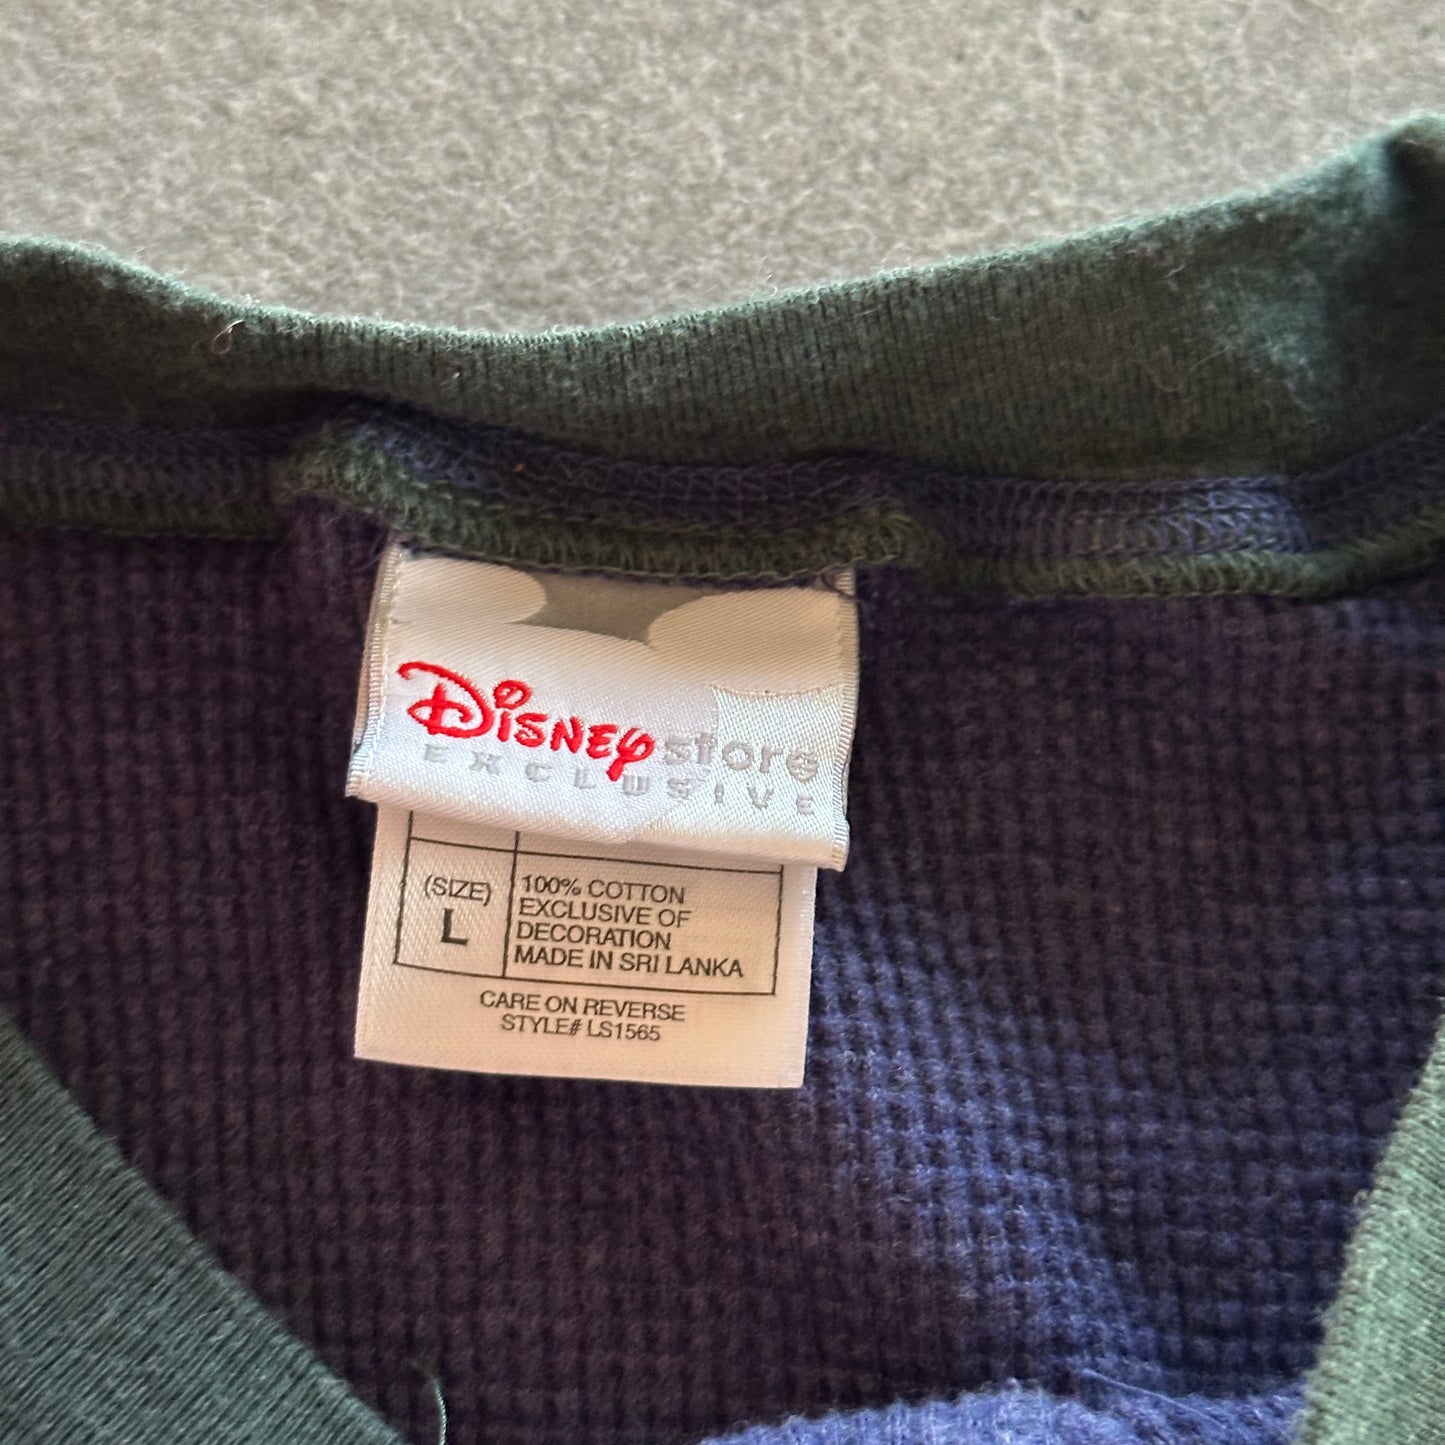 Disney store
EXCLUSIVE
(SIZE)
L
100% COTTON
EXCLUSIVE OF
DECORATION
MADE IN SRI LANKA
CARE ON REVERSE
STYLE# LS1565